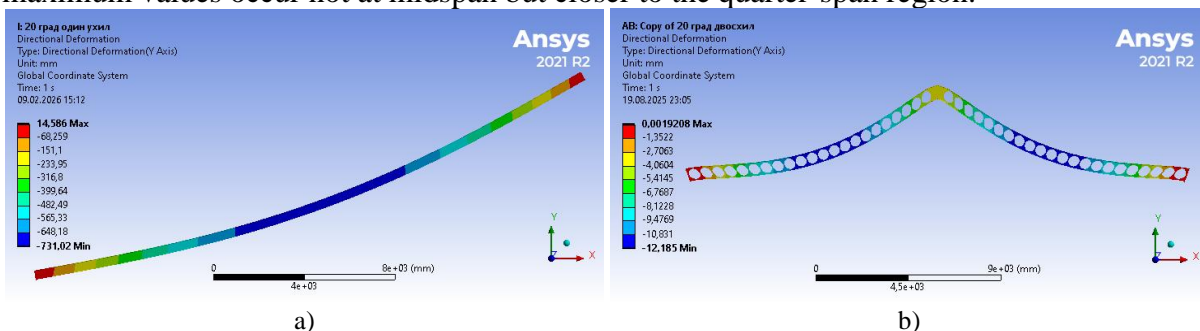 maximum values occur not at midspan but closer to the quarter-span region.
I: 20 град один ухил
Directional Deformation
Type: Directional Deformation(Y Axis)
Unit: mm
Global Coordinate System
Time: 1 s
09.02.2026 15:12
14,586 Max
-68,259
-151,1
-233,95
-316,8
-399,64
-482,49
-565,33
-648,18
-731,02 Min
Ansys
2021 R2
0
8e+03 (mm)
4e+03
Y
Z
X
a)
AB: Copy of 20 град двосхил
Directional Deformation
Type: Directional Deformation(Y Axis)
Unit: mm
Global Coordinate System
Time: 1 s
19.08.2025 23:05
0,0019208 Max
-1,3522
-2,7063
-4,0604
-5,4145
-6,7687
-8,1228
-9,4769
-10,831
-12,185 Min
Ansys
2021 R2
0
9e+03 (mm)
4,5e+03
Y
Z
X
b)